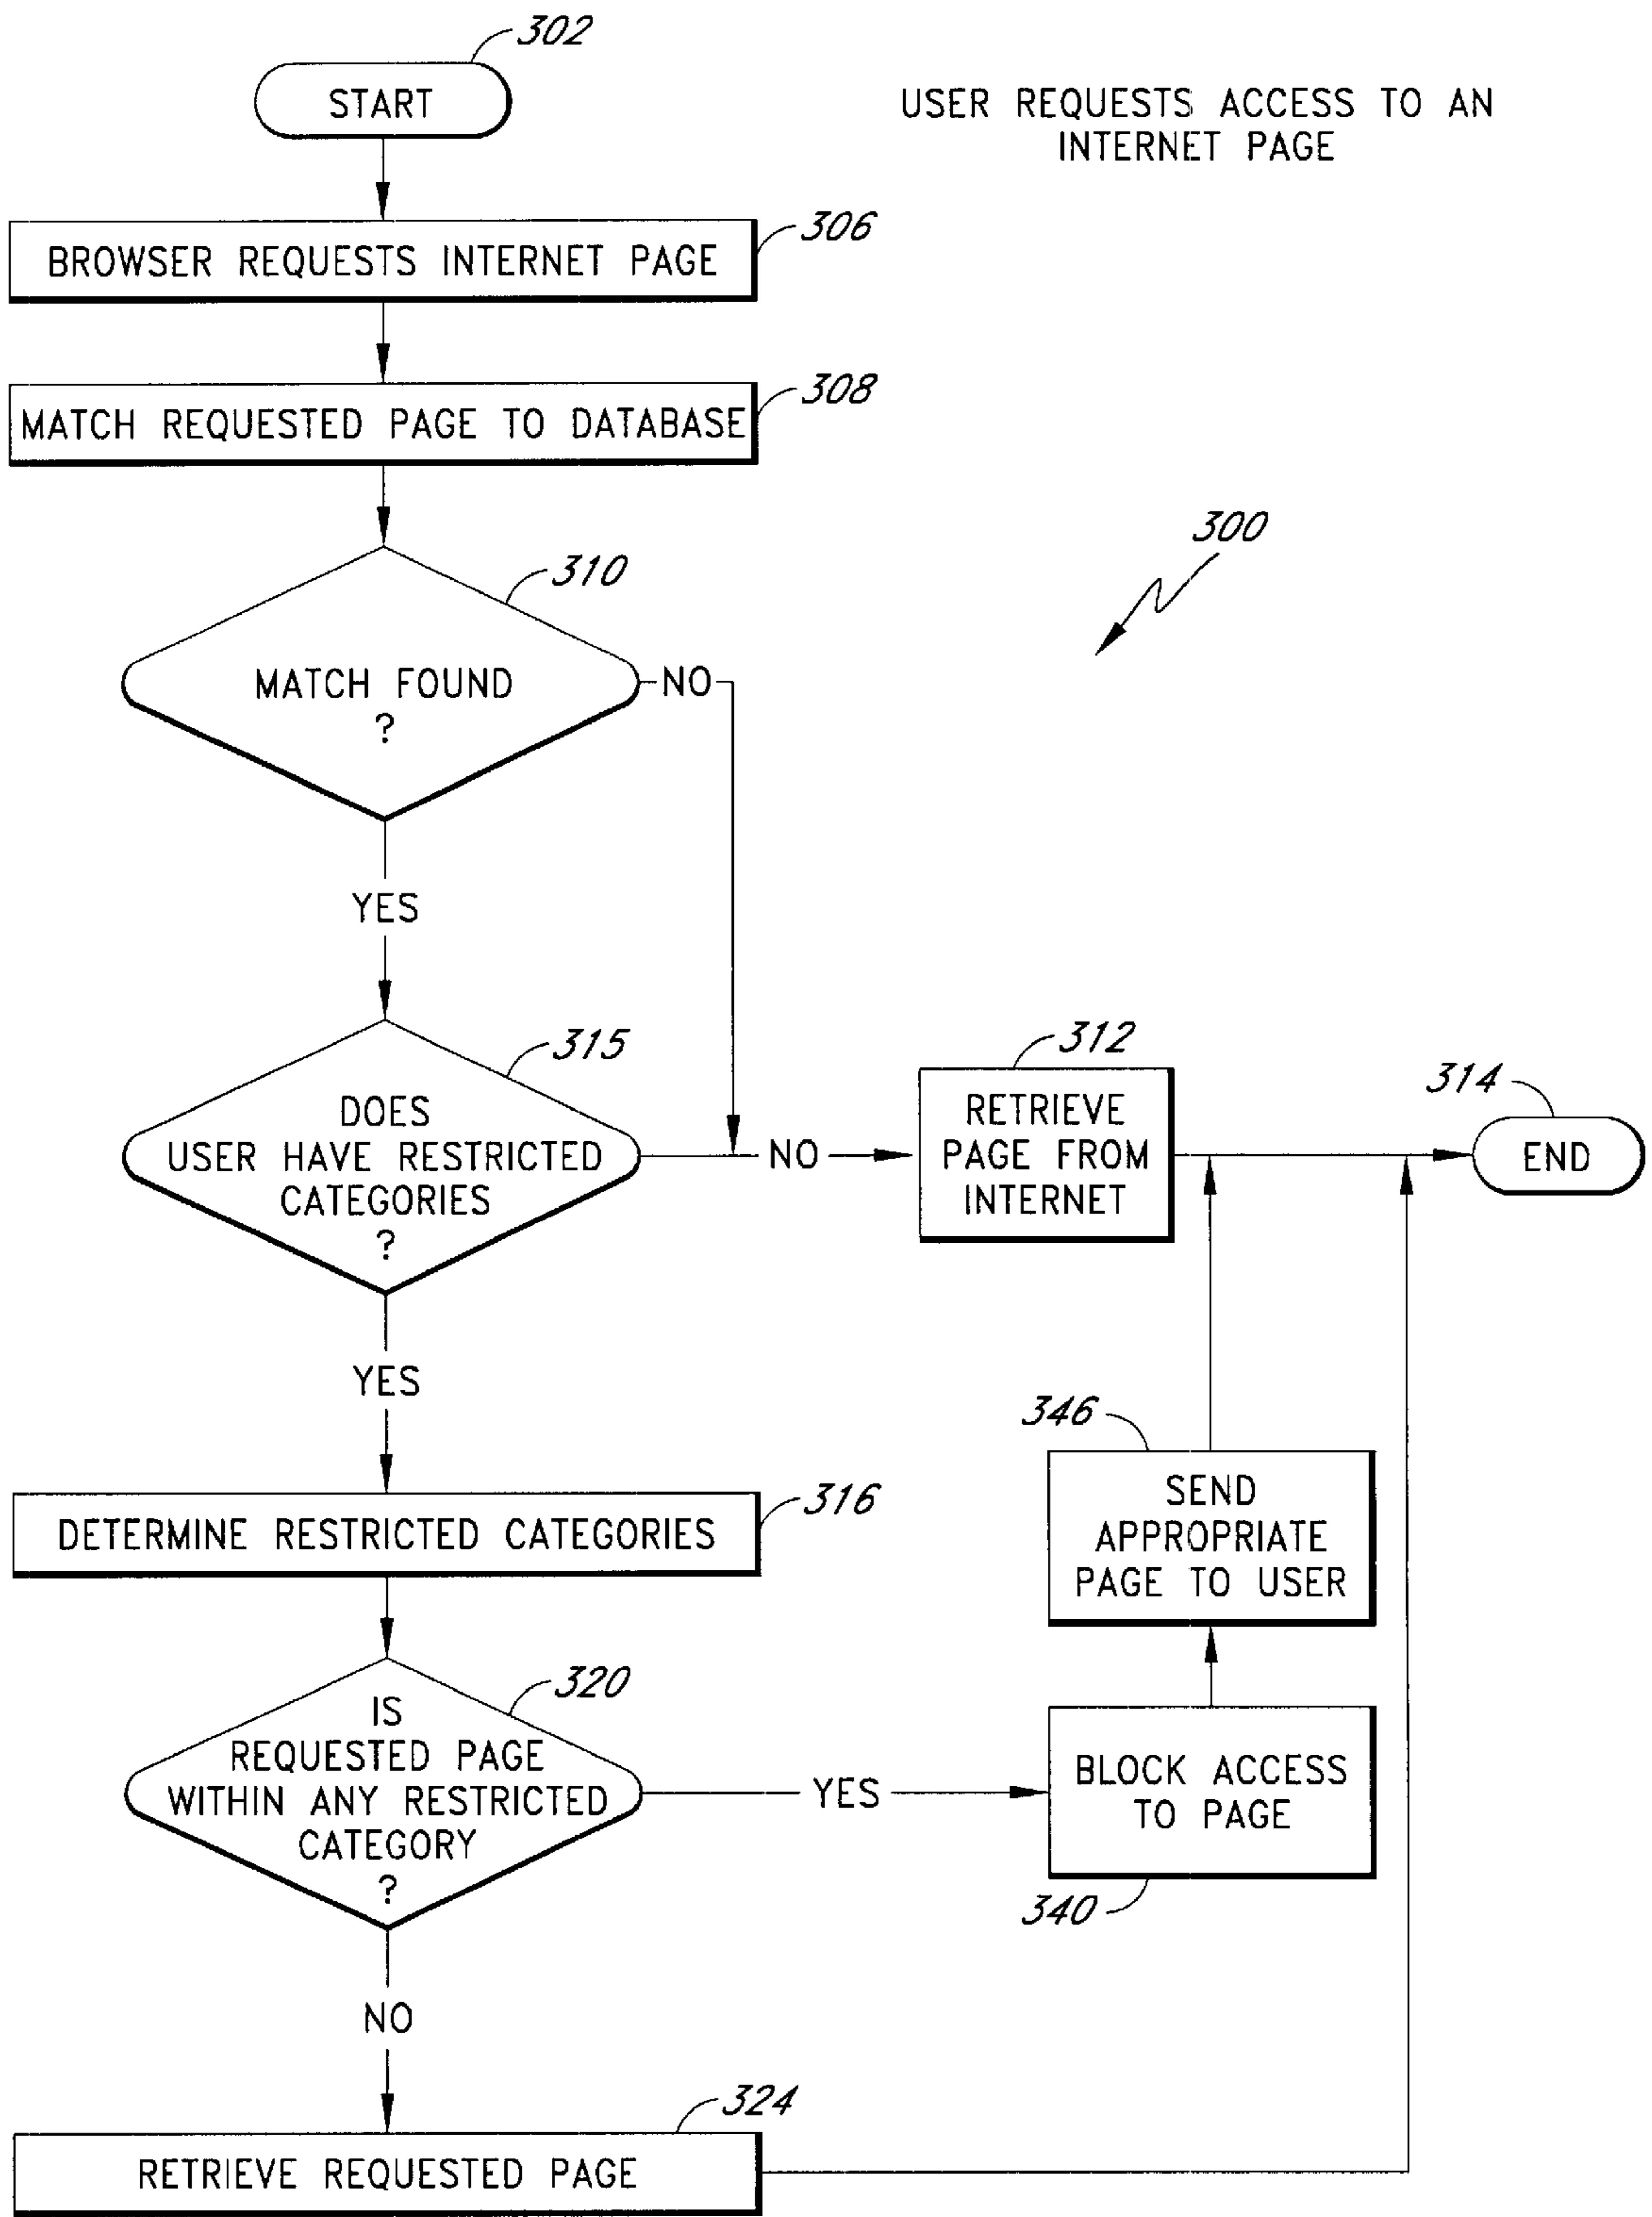 302
START
USER REQUESTS ACCESS TO AN
INTERNET PAGE
306
BROWSER REQUESTS INTERNET PAGE
308
MATCH REQUESTED PAGE TO DATABASE
300
310
MATCH FOUND
?
NO
YES
315
DOES
USER HAVE RESTRICTED
CATEGORIES
?
NO
312
RETRIEVE
PAGE FROM
INTERNET
314
END
YES
346
SEND
APPROPRIATE
PAGE TO USER
316
DETERMINE RESTRICTED CATEGORIES
320
IS
REQUESTED PAGE
WITHIN ANY RESTRICTED
CATEGORY
?
YES
BLOCK ACCESS
TO PAGE
340
NO
324
RETRIEVE REQUESTED PAGE